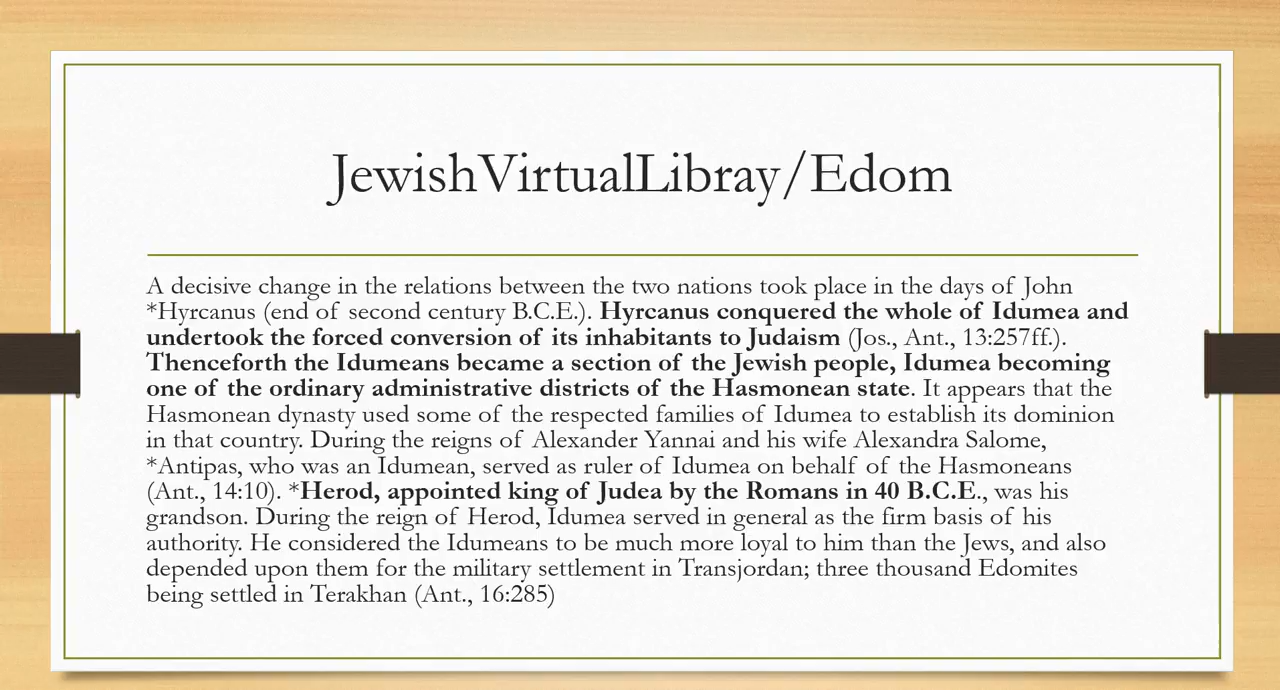 JewishVirtualLibray/Edom
A decisive change in the relations between the two nations took place in the days of John
*Hyrcanus (end of second century B.C.E.). Hyrcanus conquered the whole of Idumea and
undertook the forced conversion of its inhabitants to Judaism (Jos., Ant., 13:257ff.).
Thenceforth the Idumeans became a section of the Jewish people, Idumea becoming
one of the ordinary administrative districts of the Hasmonean state. It appears that the
Hasmonean dynasty used some of the respected families of Idumea to establish its dominion
in that country. During the reigns of Alexander Yannai and his wife Alexandra Salome,
*Antipas, who was an Idumean, served as ruler of Idumea on behalf of the Hasmoneans
(Ant., 14:10). *Herod, appointed king of Judea by the Romans in 40 B.C.E., was his
grandson. During the reign of Herod, Idumea served in general as the firm basis of his
authority. He considered the Idumeans to be much more loyal to him than the Jews, and also
depended upon them for the military settlement in Transjordan; three thousand Edomites
being settled in Terakhan (Ant., 16:285)